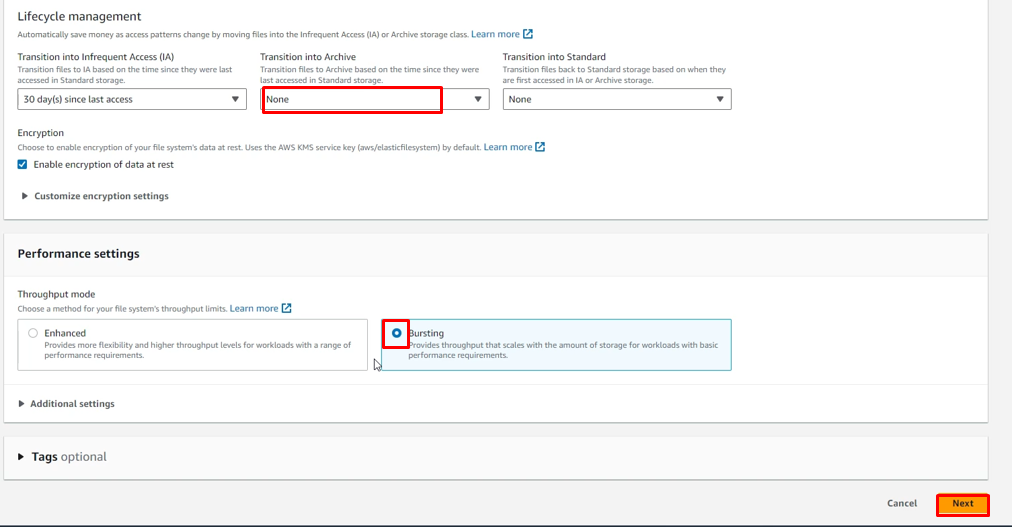 Lifecycle management
Automatically save money as access patterns change by moving files into the Infrequent Access (IA) or Archive storage class. Learn more
Transition into Infrequent Access (IA)
Transition files to IA based on the time since they were last
accessed in Standard storage.
30 day(s) since last access
Transition into Archive
Transition files to Archive based on the time since they were
last accessed in Standard storage.
None
Transition into Standard
Transition files back to Standard storage based on when they
are first accessed in IA or Archive storage.
None
Encryption
Choose to enable encryption of your file system's data at rest. Uses the AWS KMS service key (aws/elasticfilesystem) by default. Learn more
Enable encryption of data at rest
Customize encryption settings
Performance settings
Throughput mode
Choose a method for your file system's throughput limits. Learn more
Enhanced
Provides more flexibility and higher throughput levels for workloads with a range of
performance requirements.
Bursting
Provides throughput that scales with the amount of storage for workloads with basic
performance requirements.
Additional settings
Tags optional
Cancel
Next